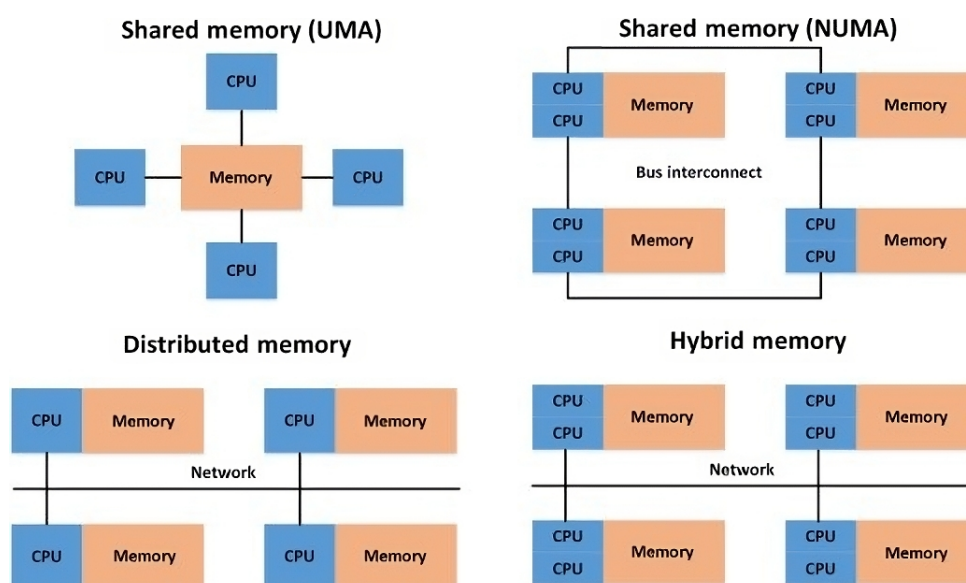 Shared memory (UMA)
CPU
CPU
Memory
CPU
CPU
Shared memory (NUMA)
CPU
CPU
Memory
CPU
CPU
Memory
Bus interconnect
CPU
CPU
Memory
CPU
CPU
Memory
Distributed memory
CPU
Memory
CPU
Memory
Network
CPU
Memory
CPU
Memory
Hybrid memory
CPU
CPU
Memory
CPU
CPU
Memory
Network
CPU
CPU
Memory
CPU
CPU
Memory